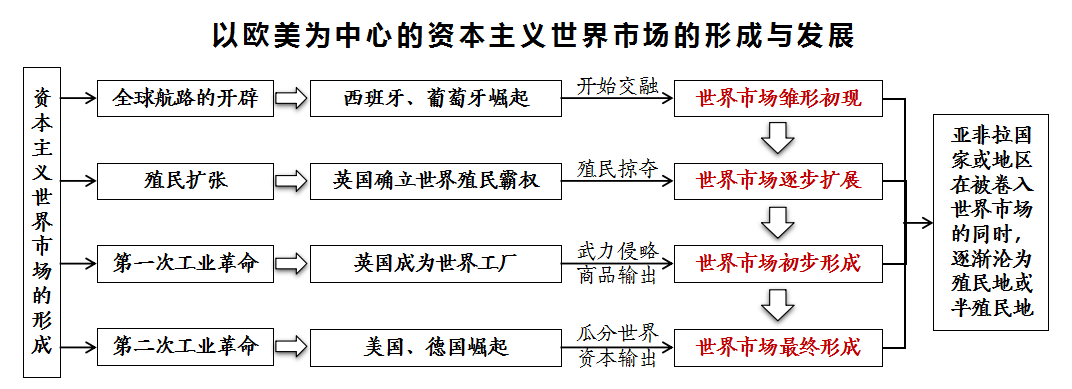 以欧美为中心的资本主义世界市场的形成与发展
资本主义世界市场的形成
全球航路的开辟
西班牙、葡萄牙崛起
开始交融
世界市场雏形初现
殖民扩张
英国确立世界殖民霸权
殖民掠夺
世界市场逐步扩展
第一次工业革命
英国成为世界工厂
武力侵略
商品输出
世界市场初步形成
第二次工业革命
美国、德国崛起
瓜分世界
资本输出
世界市场最终形成
亚非拉国
家或地区
在被卷入
世界市场
的同时，
逐渐沦为
殖民地或
半殖民地